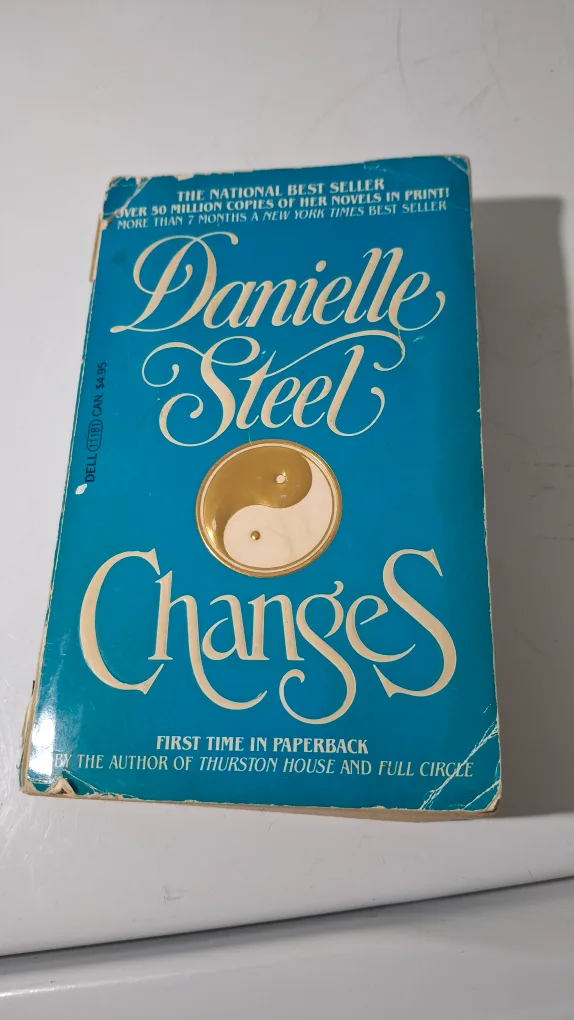 THE NATIONAL BEST SELLER
OVER 50 MILLION COPIES OF HER NOVELS IN PRINT!
MORE THAN 7 MONTHS A NEW YORK TIMES BEST SELLER
Danielle
Steel
DELL 11181 CAN. $4.95
Changes
FIRST TIME IN PAPERBACK
BY THE AUTHOR OF THURSTON HOUSE AND FULL CIRCLE